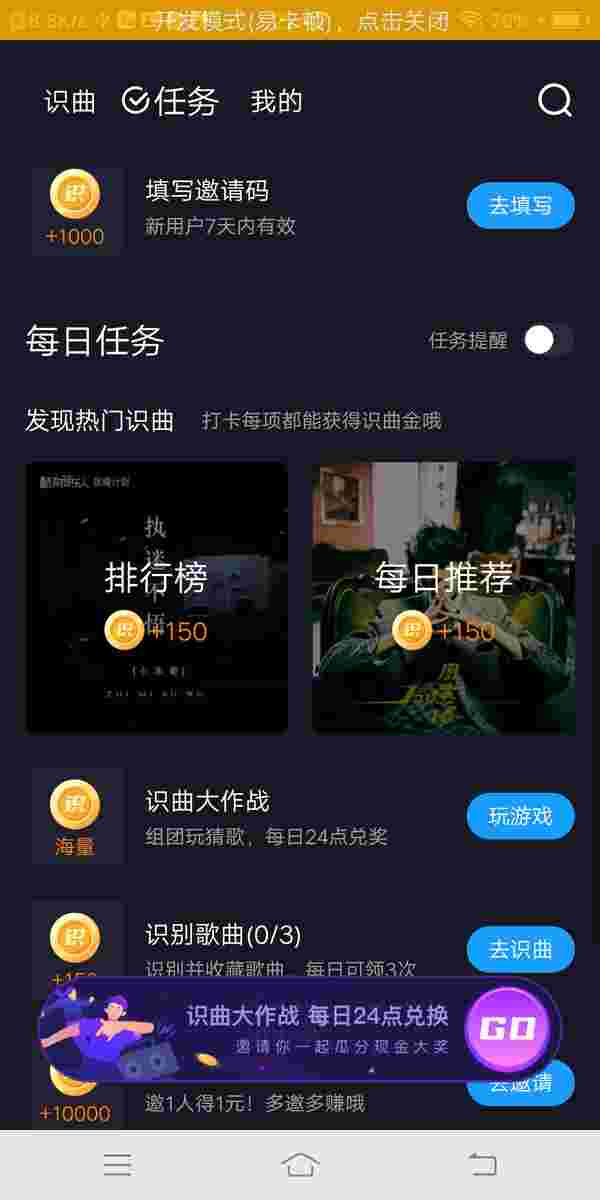 开发模式(易卡顿)，点击关闭
70%
识曲 任务 我的
识
+1000
填写邀请码
新用户7天内有效
去填写
每日任务
任务提醒
发现热门识曲
打卡每项都能获得识曲金哦
排行榜
识 +150
每日推荐
识 +150
识
海量
识曲大作战
组团玩猜歌，每日24点兑奖
玩游戏
识
+150
识别歌曲(0/3)
识别并收藏歌曲，每日可领3次
去识曲
识曲大作战 每日24点兑换
邀请你一起瓜分现金大奖
GO
+10000
邀1人得1元！多邀多赚哦
去邀请